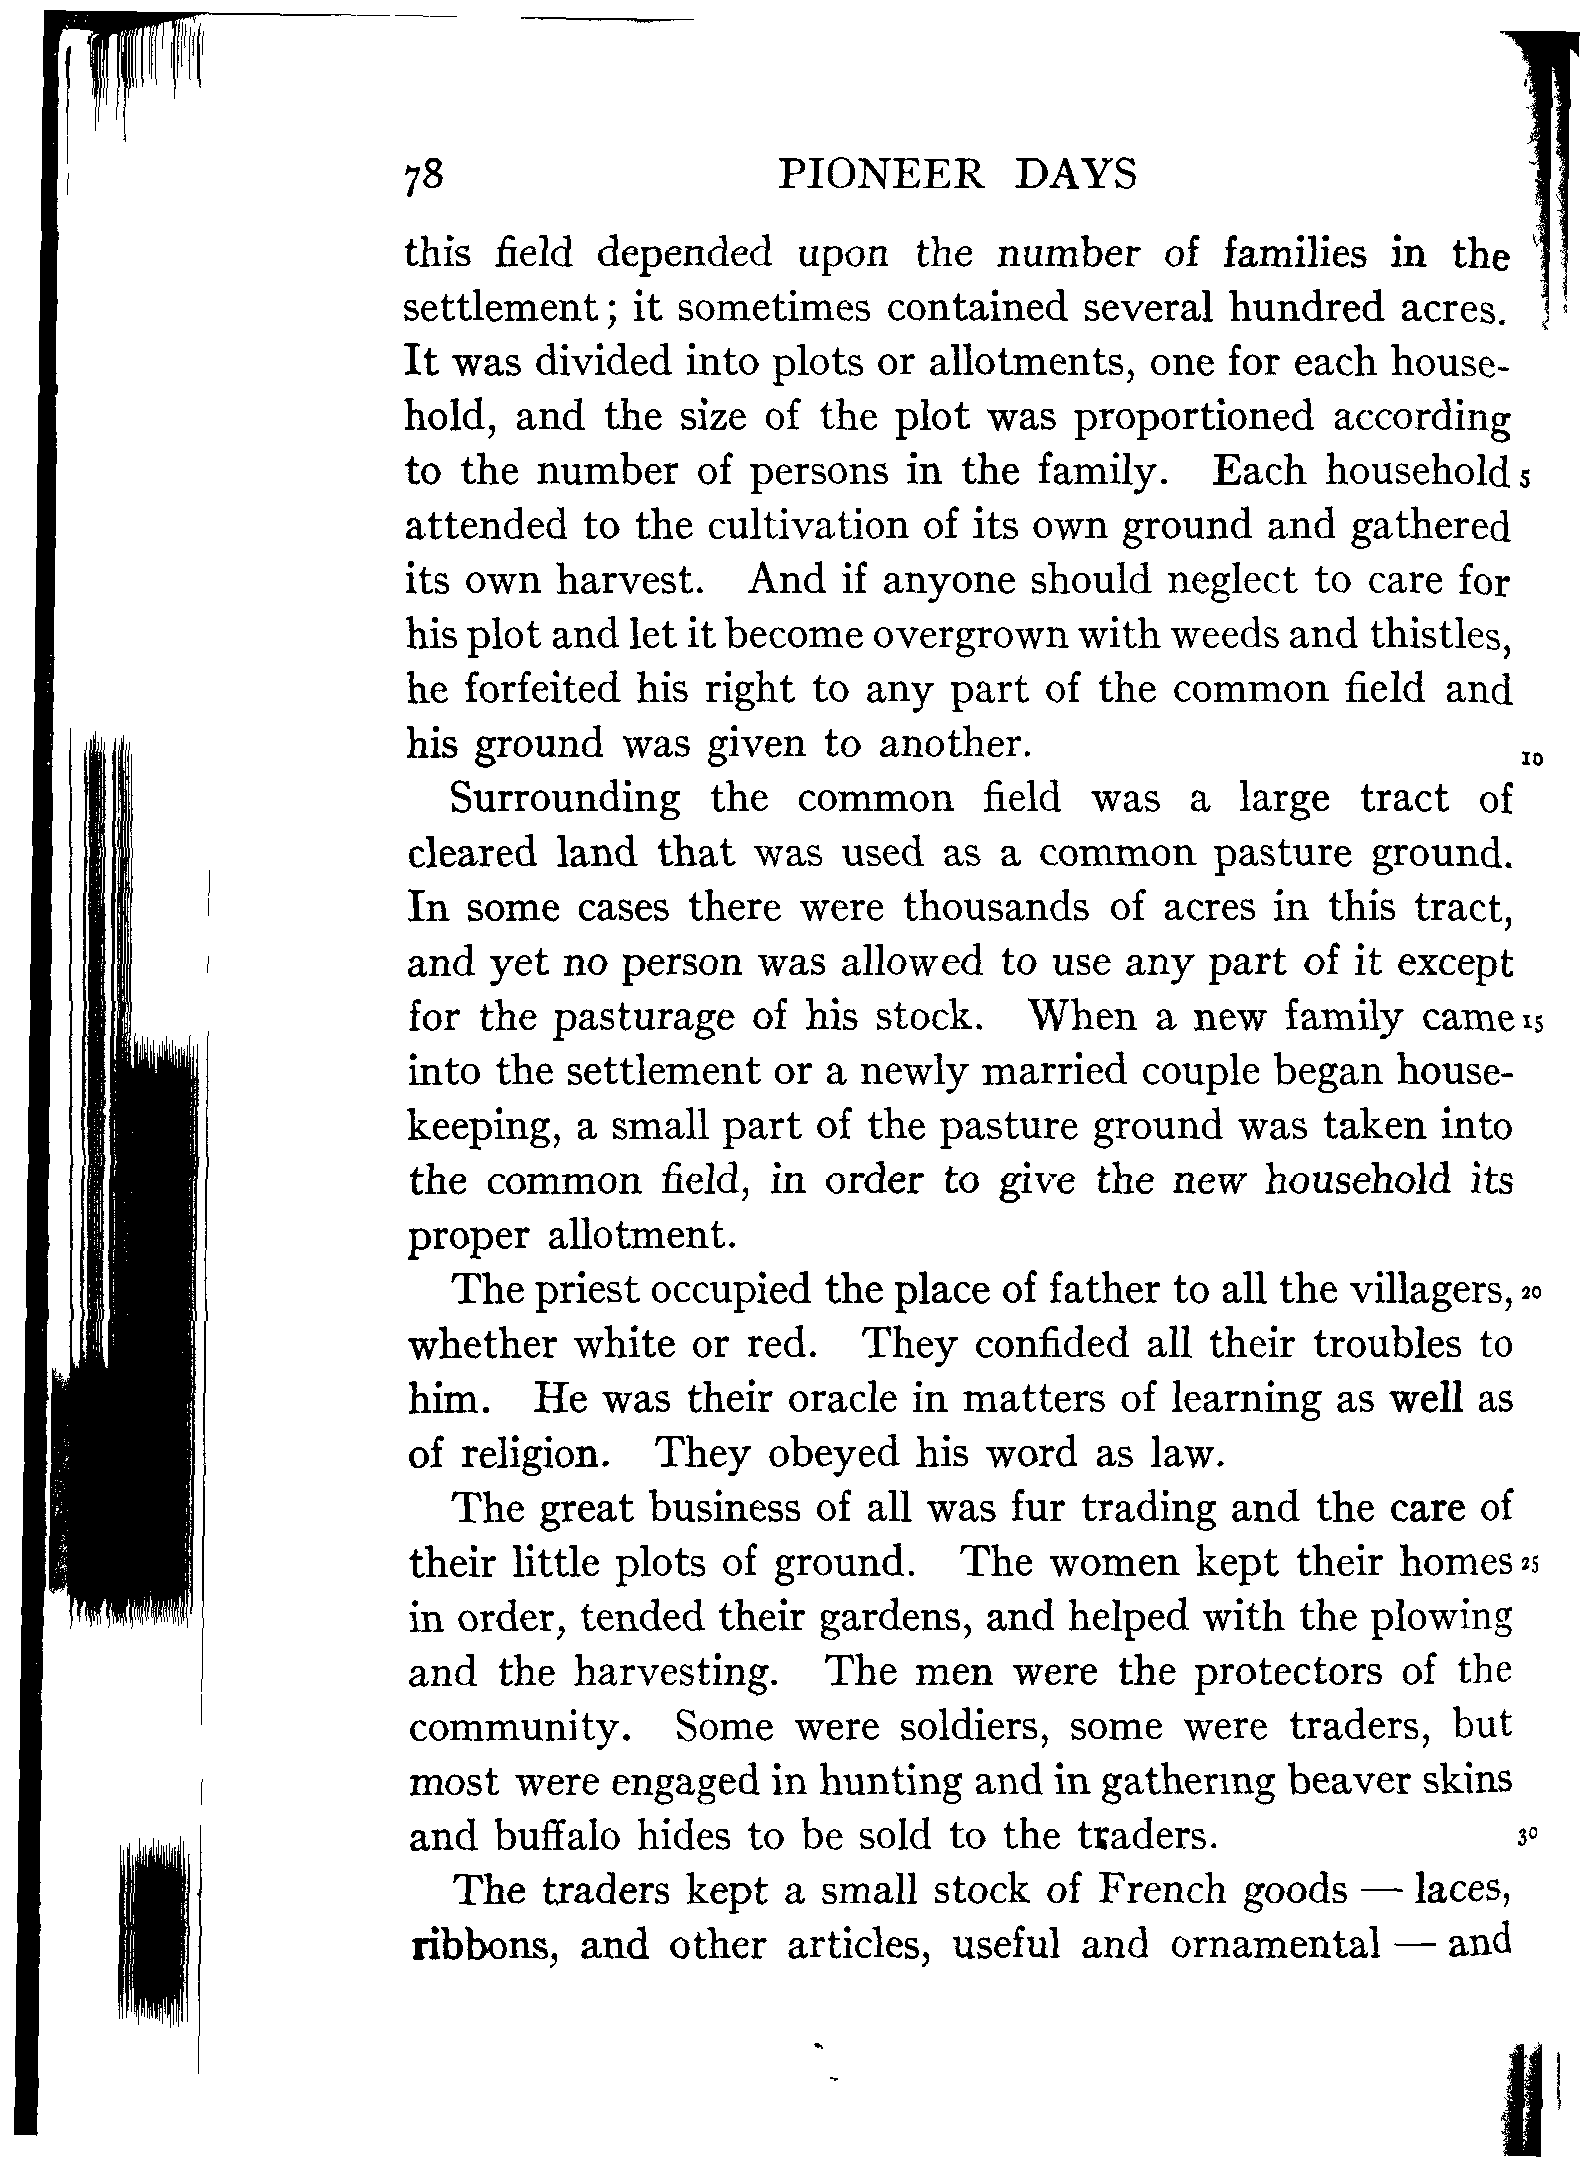 78 PIONEER DAYS
this field depended upon the number of families in the
settlement; it sometimes contained several hundred acres.
It was divided into plots or allotments, one for each house-
hold, and the size of the plot was proportioned according
to the number of persons in the family. Each household 5
attended to the cultivation of its own ground and gathered
its own harvest. And if anyone should neglect to care for
his plot and let it become overgrown with weeds and thistles,
he forfeited his right to any part of the common field and
his ground was given to another. 10
Surrounding the common field was a large tract of
cleared land that was used as a common pasture ground.
In some cases there were thousands of acres in this tract,
and yet no person was allowed to use any part of it except
for the pasturage of his stock. When a new family came 15
into the settlement or a newly married couple began house-
keeping, a small part of the pasture ground was taken into
the common field, in order to give the new household its
proper allotment.
The priest occupied the place of father to all the villagers, 20
whether white or red. They confided all their troubles to
him. He was their oracle in matters of learning as well as
of religion. They obeyed his word as law.
The great business of all was fur trading and the care of
their little plots of ground. The women kept their homes 25
in order, tended their gardens, and helped with the plowing
and the harvesting. The men were the protectors of the
community. Some were soldiers, some were traders, but
most were engaged in hunting and in gathering beaver skins
and buffalo hides to be sold to the traders. 30
The traders kept a small stock of French goods — laces,
ribbons, and other articles, useful and ornamental — and